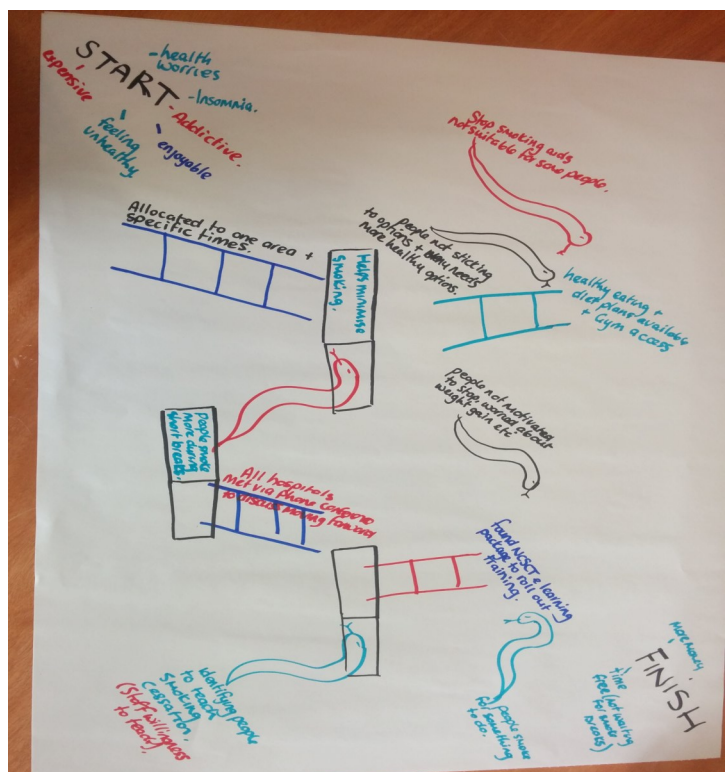 START
-health
worries
-Insomnia.
-Addictive.
enjoyable
feeling
unhealthy
expensive
Stop smoking aids
not suitable for some people.
people not sticking
to options + needs
more healthy options.
healthy eating +
diet plans available
+ Gym access
Allocated to one area +
specific times.
Helps minimise
smoking.
people not motivated
to stop, worried about
weight gain etc
people smoke
more during
short breaks.
All hospitals
met via phone conference
to discuss moving forward
found NCSCT e learning
package to roll out
training.
identifying people
to teach
Smoking
Cessation.
(Staff willingness
to teach).
people smoke
for something
to do.
more money
FINISH
+time
free (not waiting
for smoke
breaks)